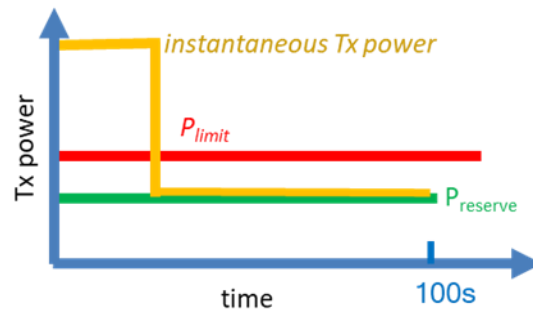 instantaneous Tx power
P_limit
Tx power
P_reserve
time
100s